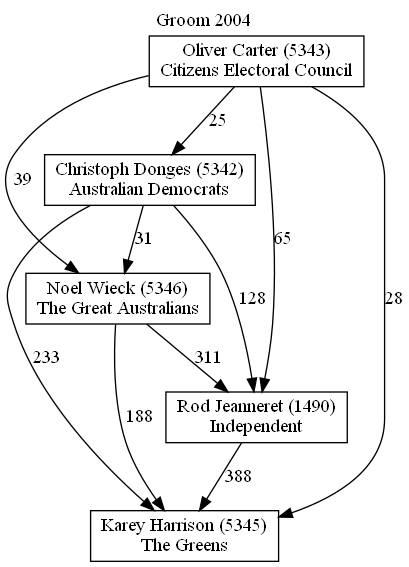 Groom 2004
Oliver Carter (5343)
Citizens Electoral Council
25
Christoph Donges (5342)
Australian Democrats
39
31
65
Noel Wieck (5346)
The Great Australians
128
28
233
311
188
Rod Jeanneret (1490)
Independent
388
Karey Harrison (5345)
The Greens